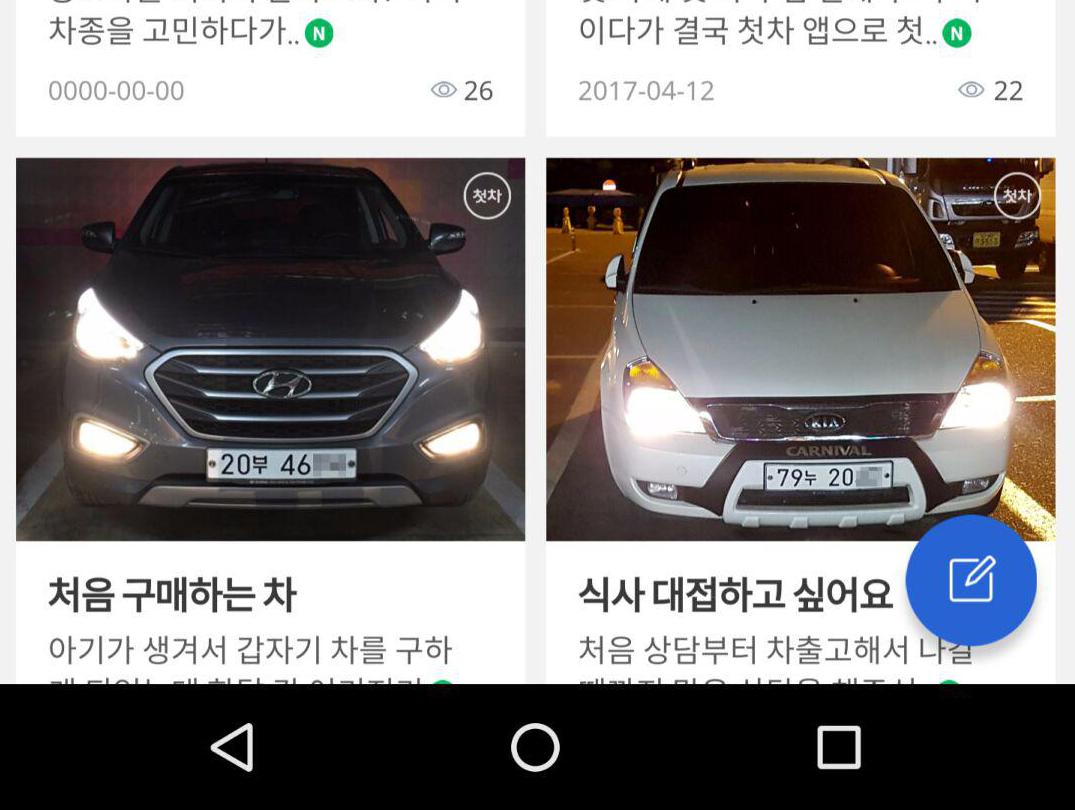 차종을 고민하다가.. N
0000-00-00 26
이다가 결국 첫차 앱으로 첫.. N
2017-04-12 22
첫차
20부 46
처음 구매하는 차
아기가 생겨서 갑자기 차를 구하
첫차
KIA
CARNIVAL
79누 20
식사 대접하고 싶어요
처음 상담부터 차출고해서 나갈